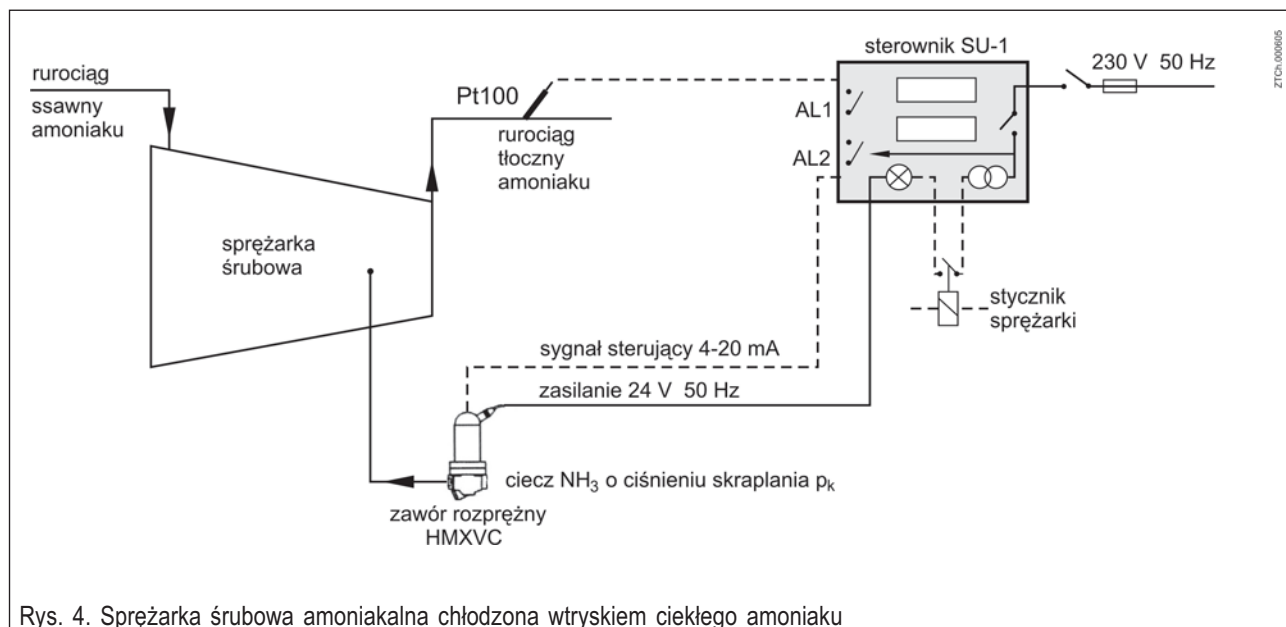 sterownik SU-1
ZTCh.000605
rurociąg
ssawny
amoniaku
Pt100
rurociąg
tłoczny
amoniaku
AL1
AL2
230 V 50 Hz
sprężarka
śrubowa
stycznik
sprężarki
sygnał sterujący 4-20 mA
zasilanie 24 V 50 Hz
ciecz NH₃ o ciśnieniu skraplania pₖ
zawór rozprężny
HMXVC
Rys. 4. Sprężarka śrubowa amoniakalna chłodzona wtryskiem ciekłego amoniaku